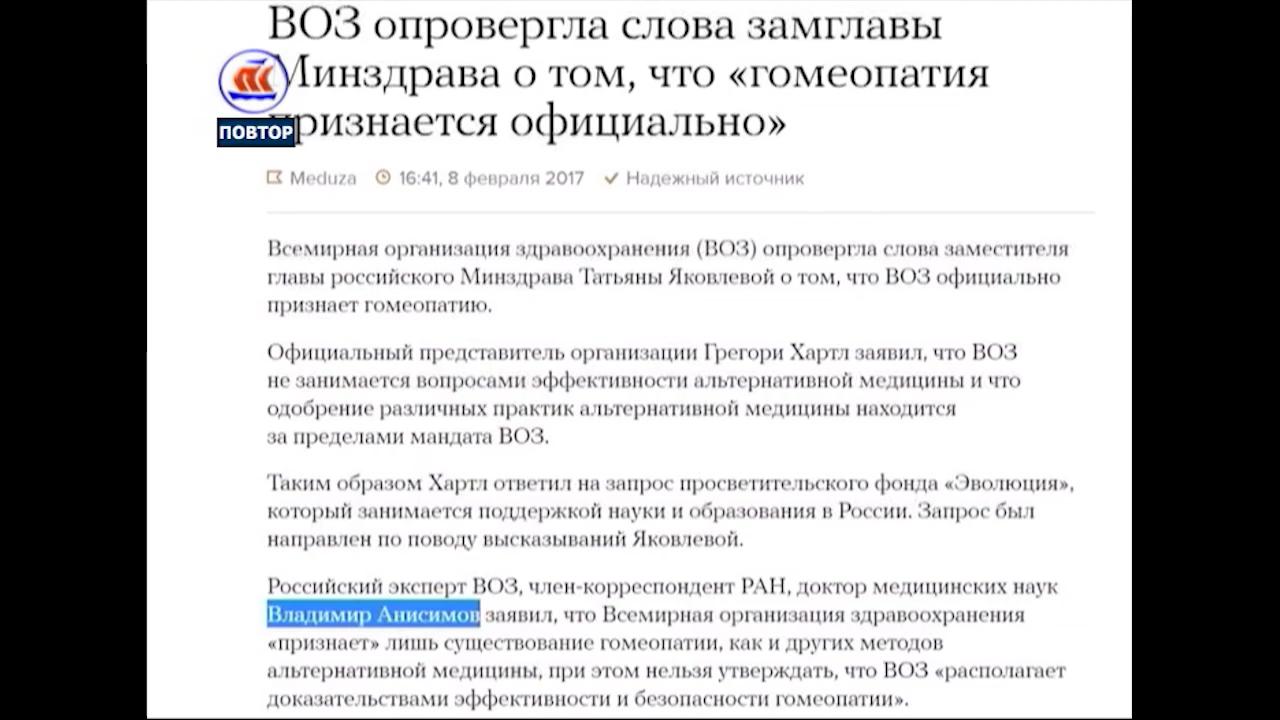 ВОЗ опровергла слова замглавы
Минздрава о том, что «гомеопатия
признается официально»
ПОВТОР
Meduza 16:41, 8 февраля 2017 Надежный источник
Всемирная организация здравоохранения (ВОЗ) опровергла слова заместителя
главы российского Минздрава Татьяны Яковлевой о том, что ВОЗ официально
признает гомеопатию.
Официальный представитель организации Грегори Хартл заявил, что ВОЗ
не занимается вопросами эффективности альтернативной медицины и что
одобрение различных практик альтернативной медицины находится
за пределами мандата ВОЗ.
Таким образом Хартл ответил на запрос просветительского фонда «Эволюция»,
который занимается поддержкой науки и образования в России. Запрос был
направлен по поводу высказываний Яковлевой.
Российский эксперт ВОЗ, член-корреспондент РАН, доктор медицинских наук
Владимир Анисимов заявил, что Всемирная организация здравоохранения
«признает» лишь существование гомеопатии, как и других методов
альтернативной медицины, при этом нельзя утверждать, что ВОЗ «располагает
доказательствами эффективности и безопасности гомеопатии».